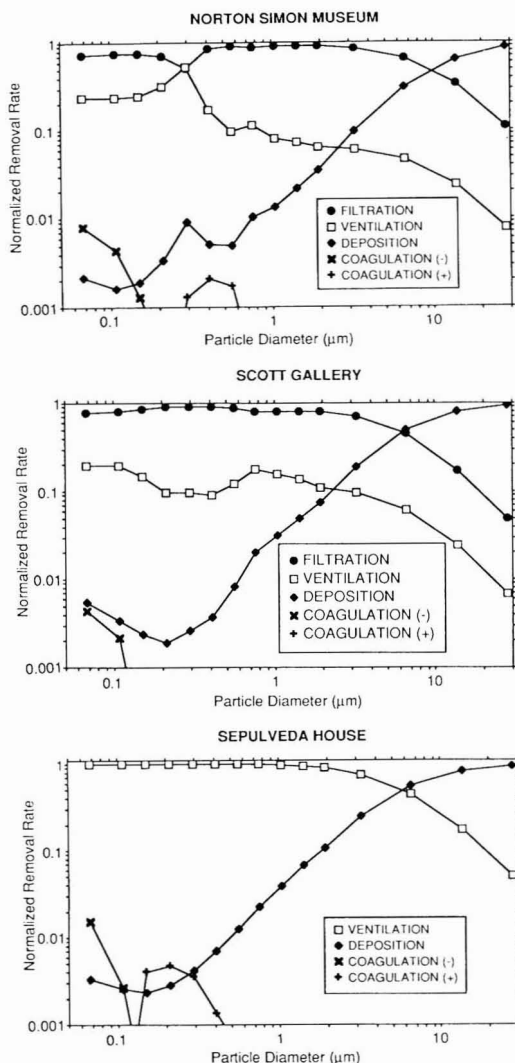 NORTON SIMON MUSEUM
Normalized Removal Rate
1
0.1
0.01
0.001
FILTRATION
VENTILATION
DEPOSITION
COAGULATION (-)
COAGULATION (+)
0.1
1
10
Particle Diameter (µm)
SCOTT GALLERY
Normalized Removal Rate
1
0.1
0.01
0.001
FILTRATION
VENTILATION
DEPOSITION
COAGULATION (-)
COAGULATION (+)
0.1
1
10
Particle Diameter (µm)
SEPULVEDA HOUSE
Normalized Removal Rate
1
0.1
0.01
0.001
VENTILATION
DEPOSITION
COAGULATION (-)
COAGULATION (+)
0.1
1
10
Particle Diameter (µm)